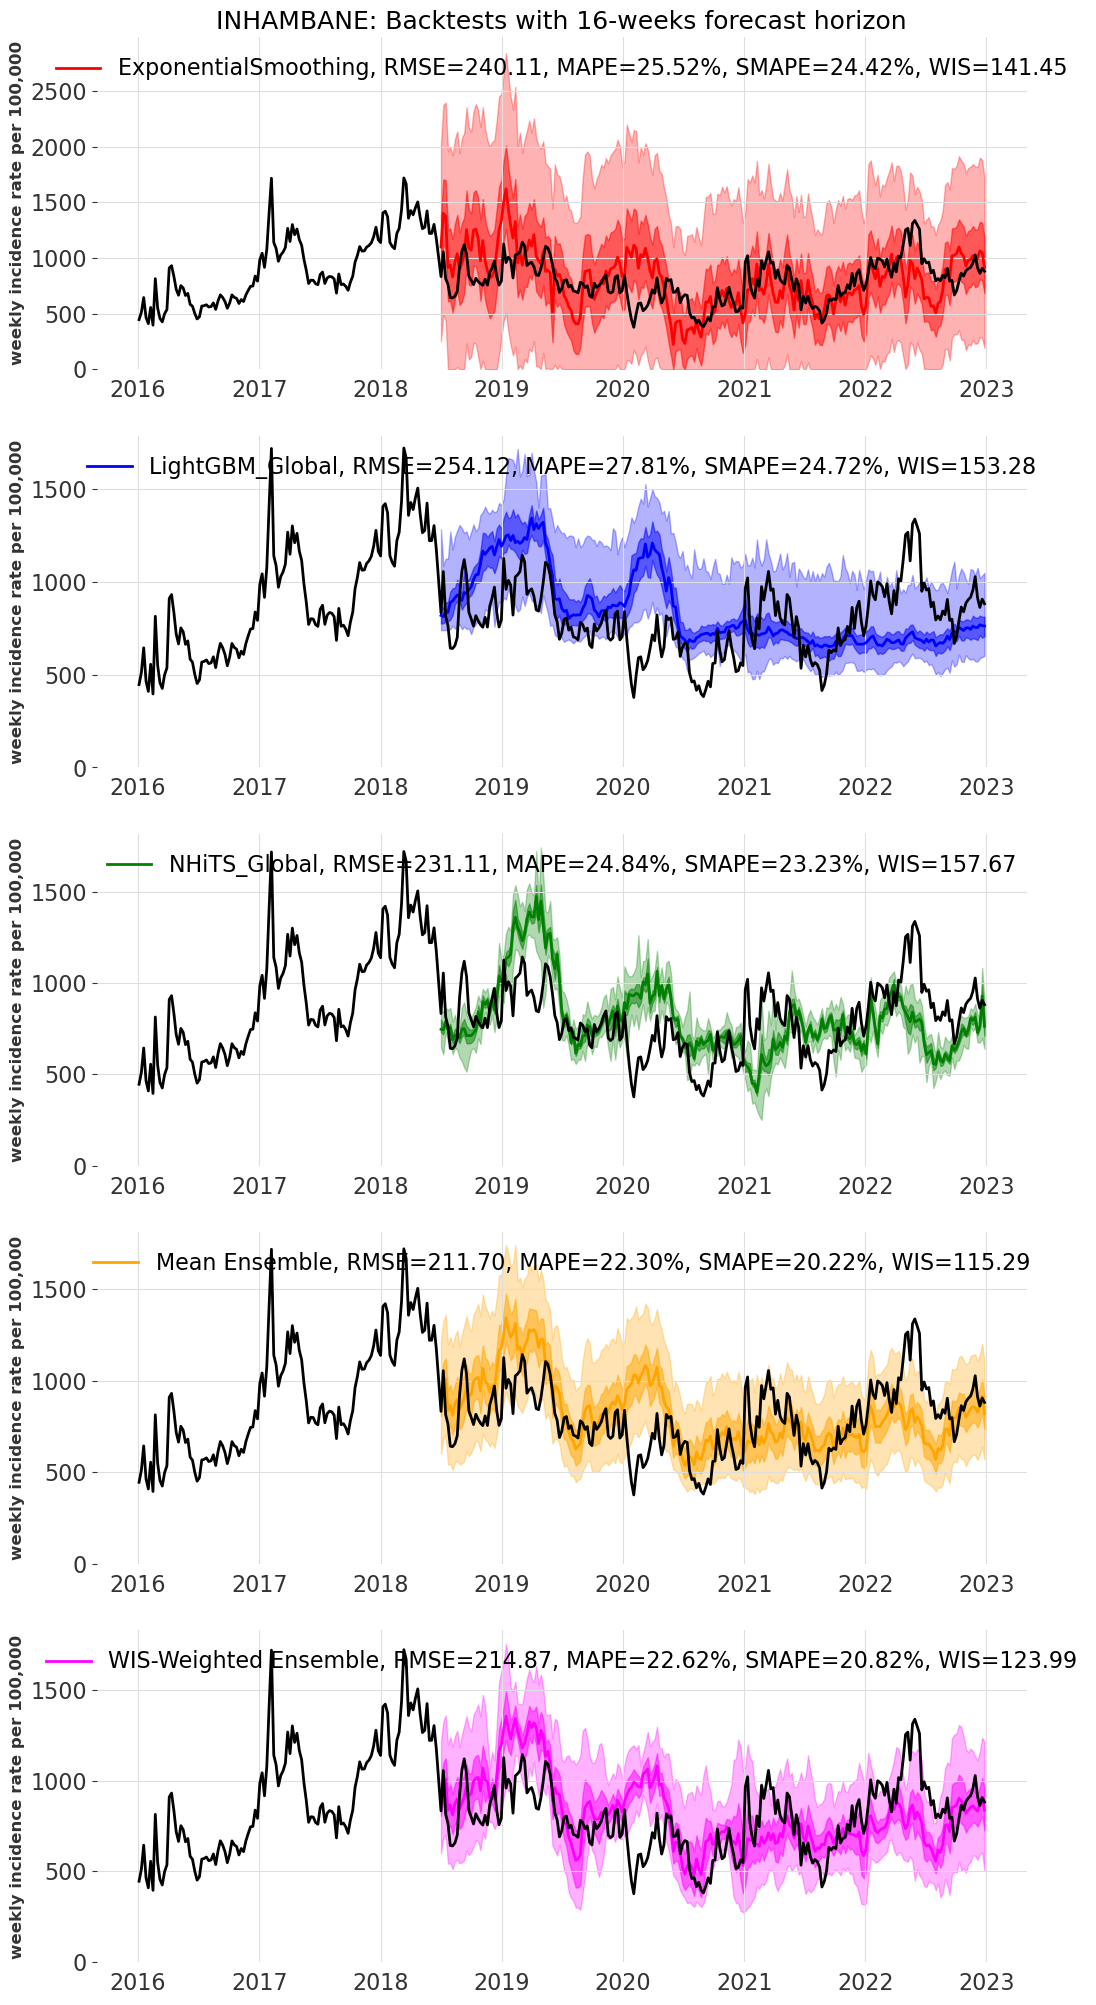 INHAMBANE: Backtests with 16-weeks forecast horizon
weekly incidence rate per 100,000
ExponentialSmoothing, RMSE=240.11, MAPE=25.52%, SMAPE=24.42%, WIS=141.45
2500
2000
1500
1000
500
0
2016 2017 2018 2019 2020 2021 2022 2023
weekly incidence rate per 100,000
LightGBM_Global, RMSE=254.12, MAPE=27.81%, SMAPE=24.72%, WIS=153.28
1500
1000
500
0
2016 2017 2018 2019 2020 2021 2022 2023
weekly incidence rate per 100,000
NHiTS_Global, RMSE=231.11, MAPE=24.84%, SMAPE=23.23%, WIS=157.67
1500
1000
500
0
2016 2017 2018 2019 2020 2021 2022 2023
weekly incidence rate per 100,000
Mean Ensemble, RMSE=211.70, MAPE=22.30%, SMAPE=20.22%, WIS=115.29
1500
1000
500
0
2016 2017 2018 2019 2020 2021 2022 2023
weekly incidence rate per 100,000
WIS-Weighted Ensemble, RMSE=214.87, MAPE=22.62%, SMAPE=20.82%, WIS=123.99
1500
1000
500
0
2016 2017 2018 2019 2020 2021 2022 2023